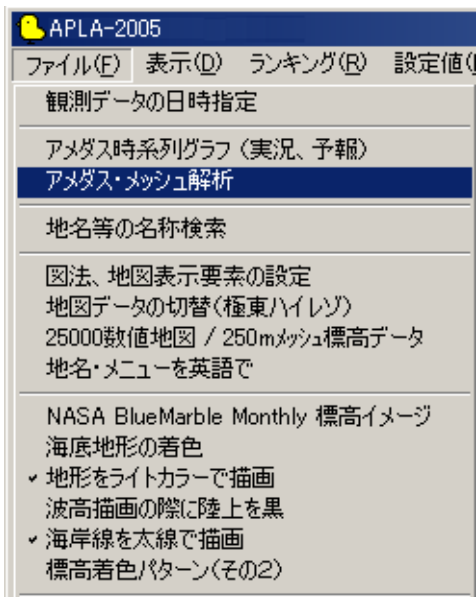 APLA-2005
ファイル(F) 表示(D) ランキング(R) 設定値(
観測データの日時指定
アメダス時系列グラフ (実況、予報)
アメダス・メッシュ解析
地名等の名称検索
図法、地図表示要素の設定
地図データの切替(極東ハイレゾ)
25000数値地図 / 250mメッシュ標高データ
地名・メニューを英語で
NASA BlueMarble Monthly 標高イメージ
海底地形の着色
✓ 地形をライトカラーで描画
波高描画の際に陸上を黒
✓ 海岸線を太線で描画
標高着色パターン(その2)